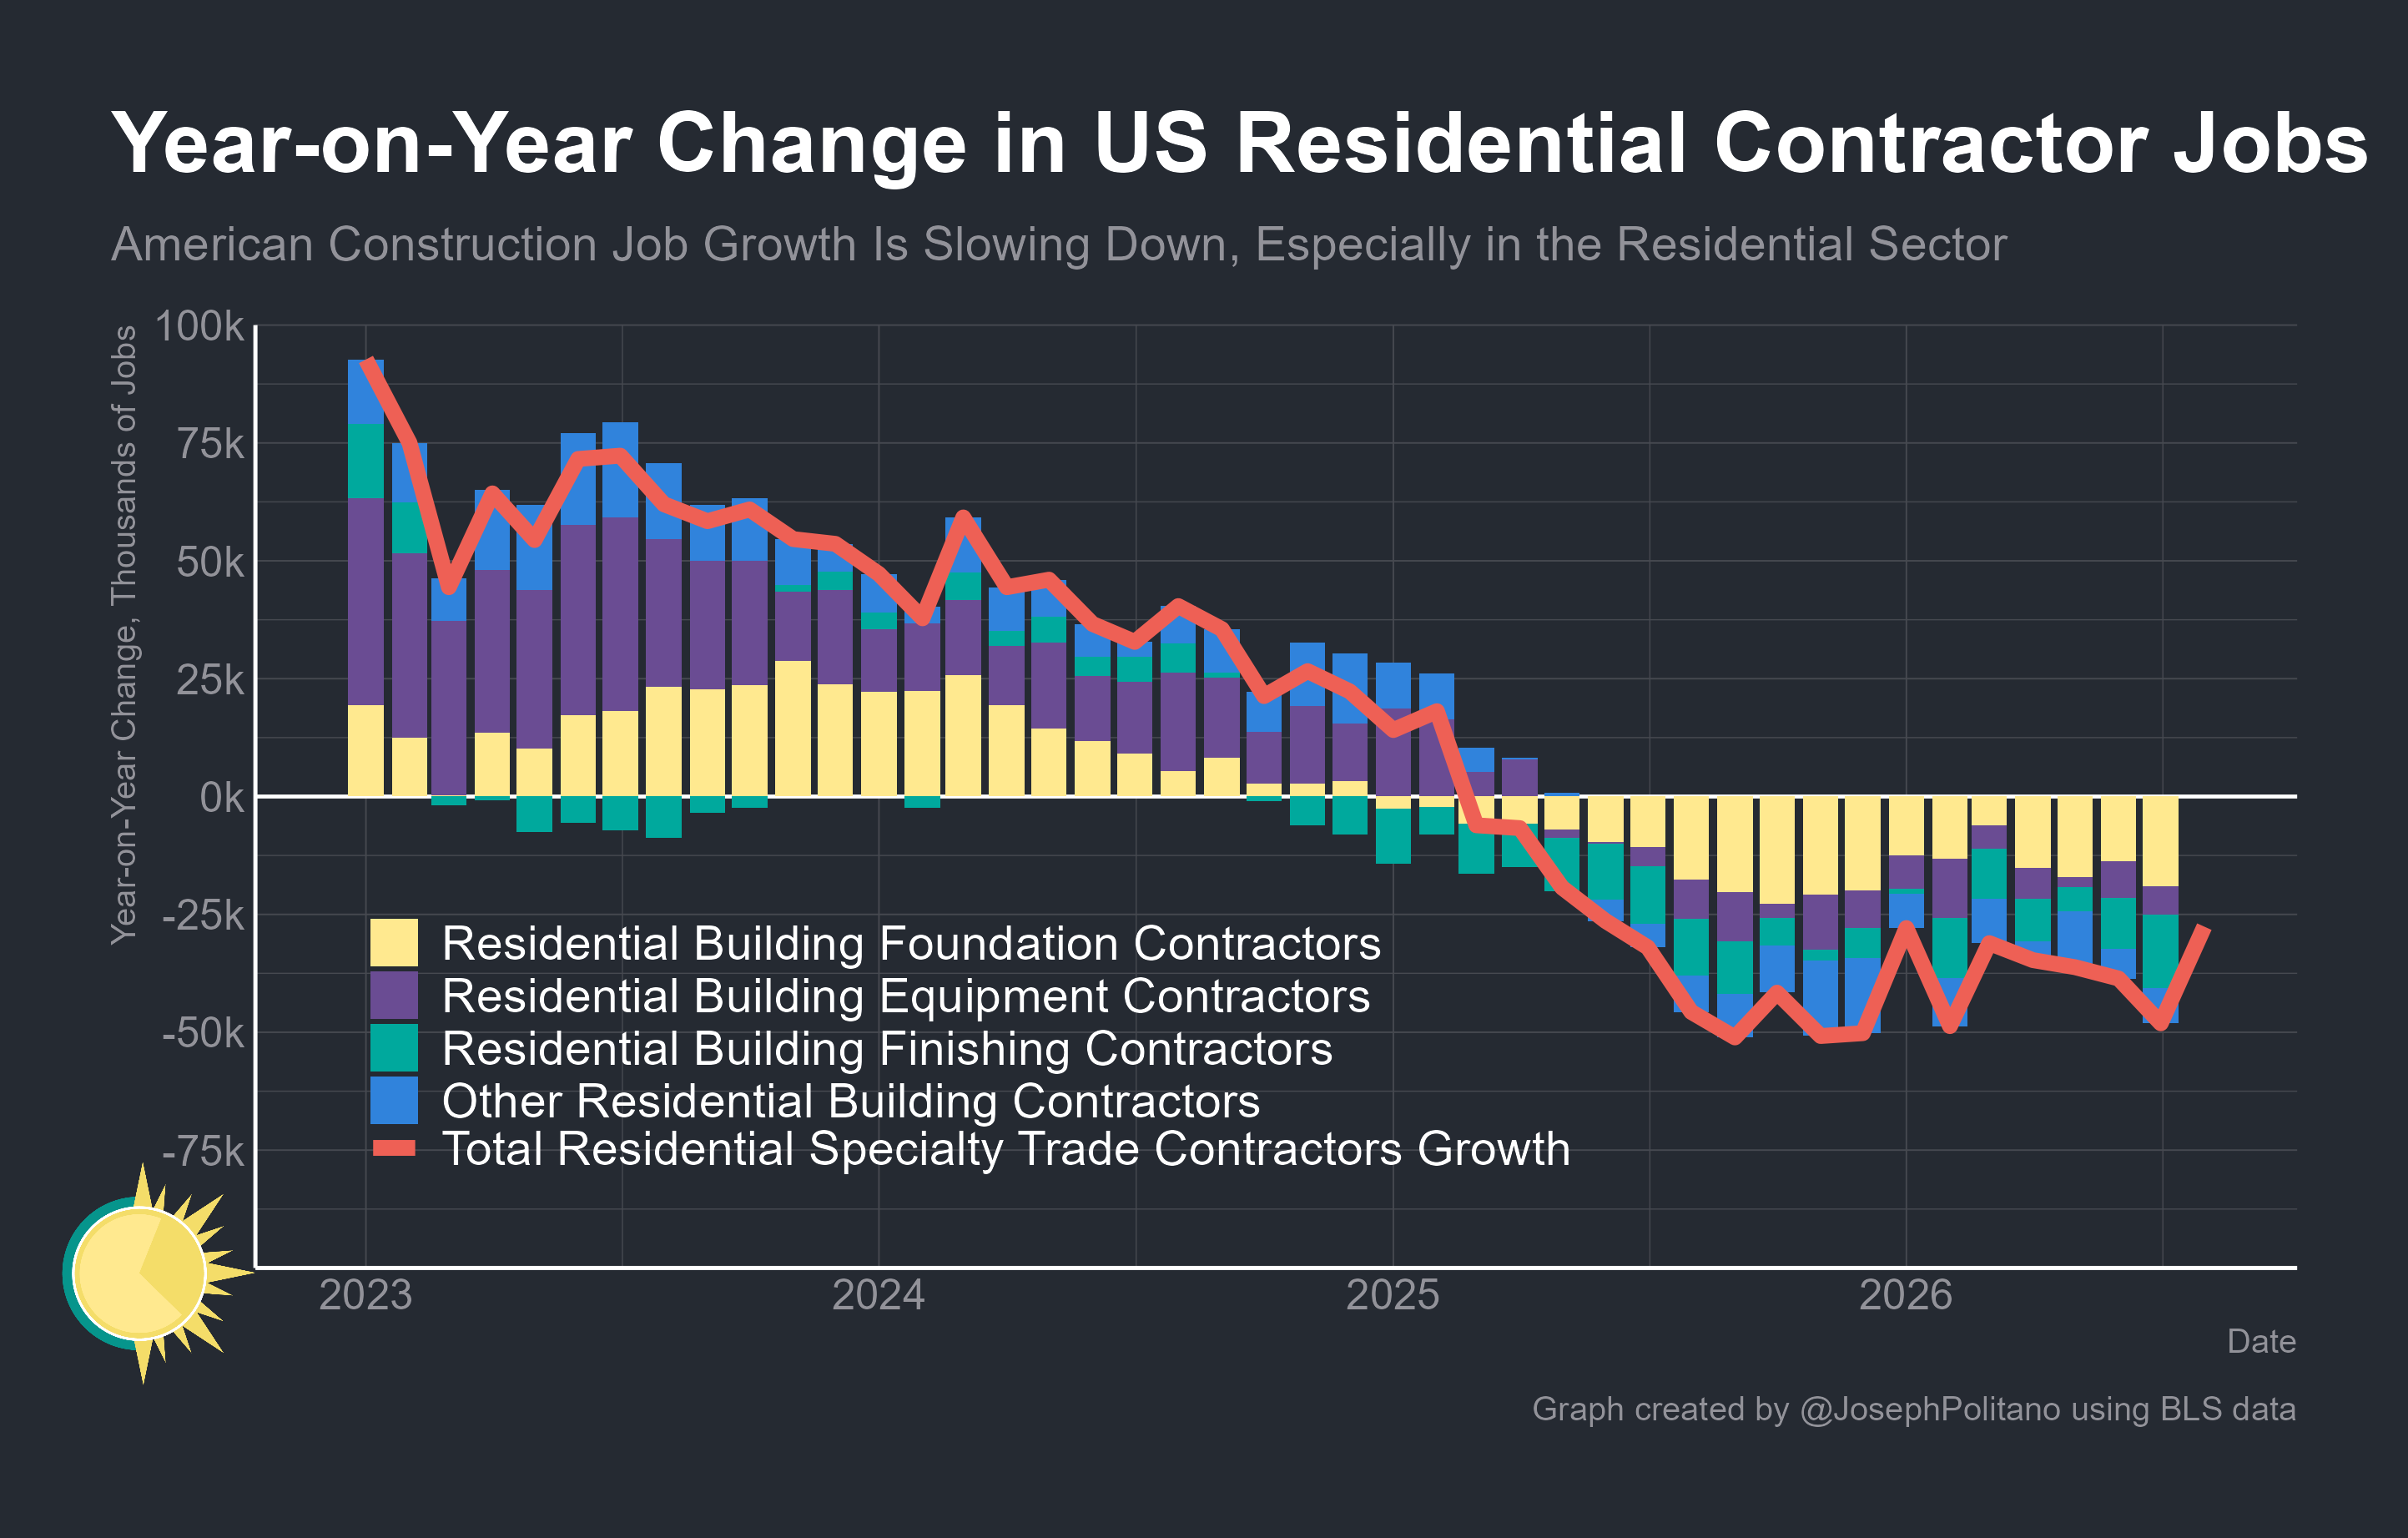 Year-on-Year Change in US Residential Contractor Jobs
American Construction Job Growth Is Slowing Down, Especially in the Residential Sector
Year-on-Year Change, Thousands of Jobs
100k
75k
50k
25k
0k
-25k
-50k
-75k
Residential Building Foundation Contractors
Residential Building Equipment Contractors
Residential Building Finishing Contractors
Other Residential Building Contractors
Total Residential Specialty Trade Contractors Growth
2023 2024 2025 2026
Date
Graph created by @JosephPolitano using BLS data